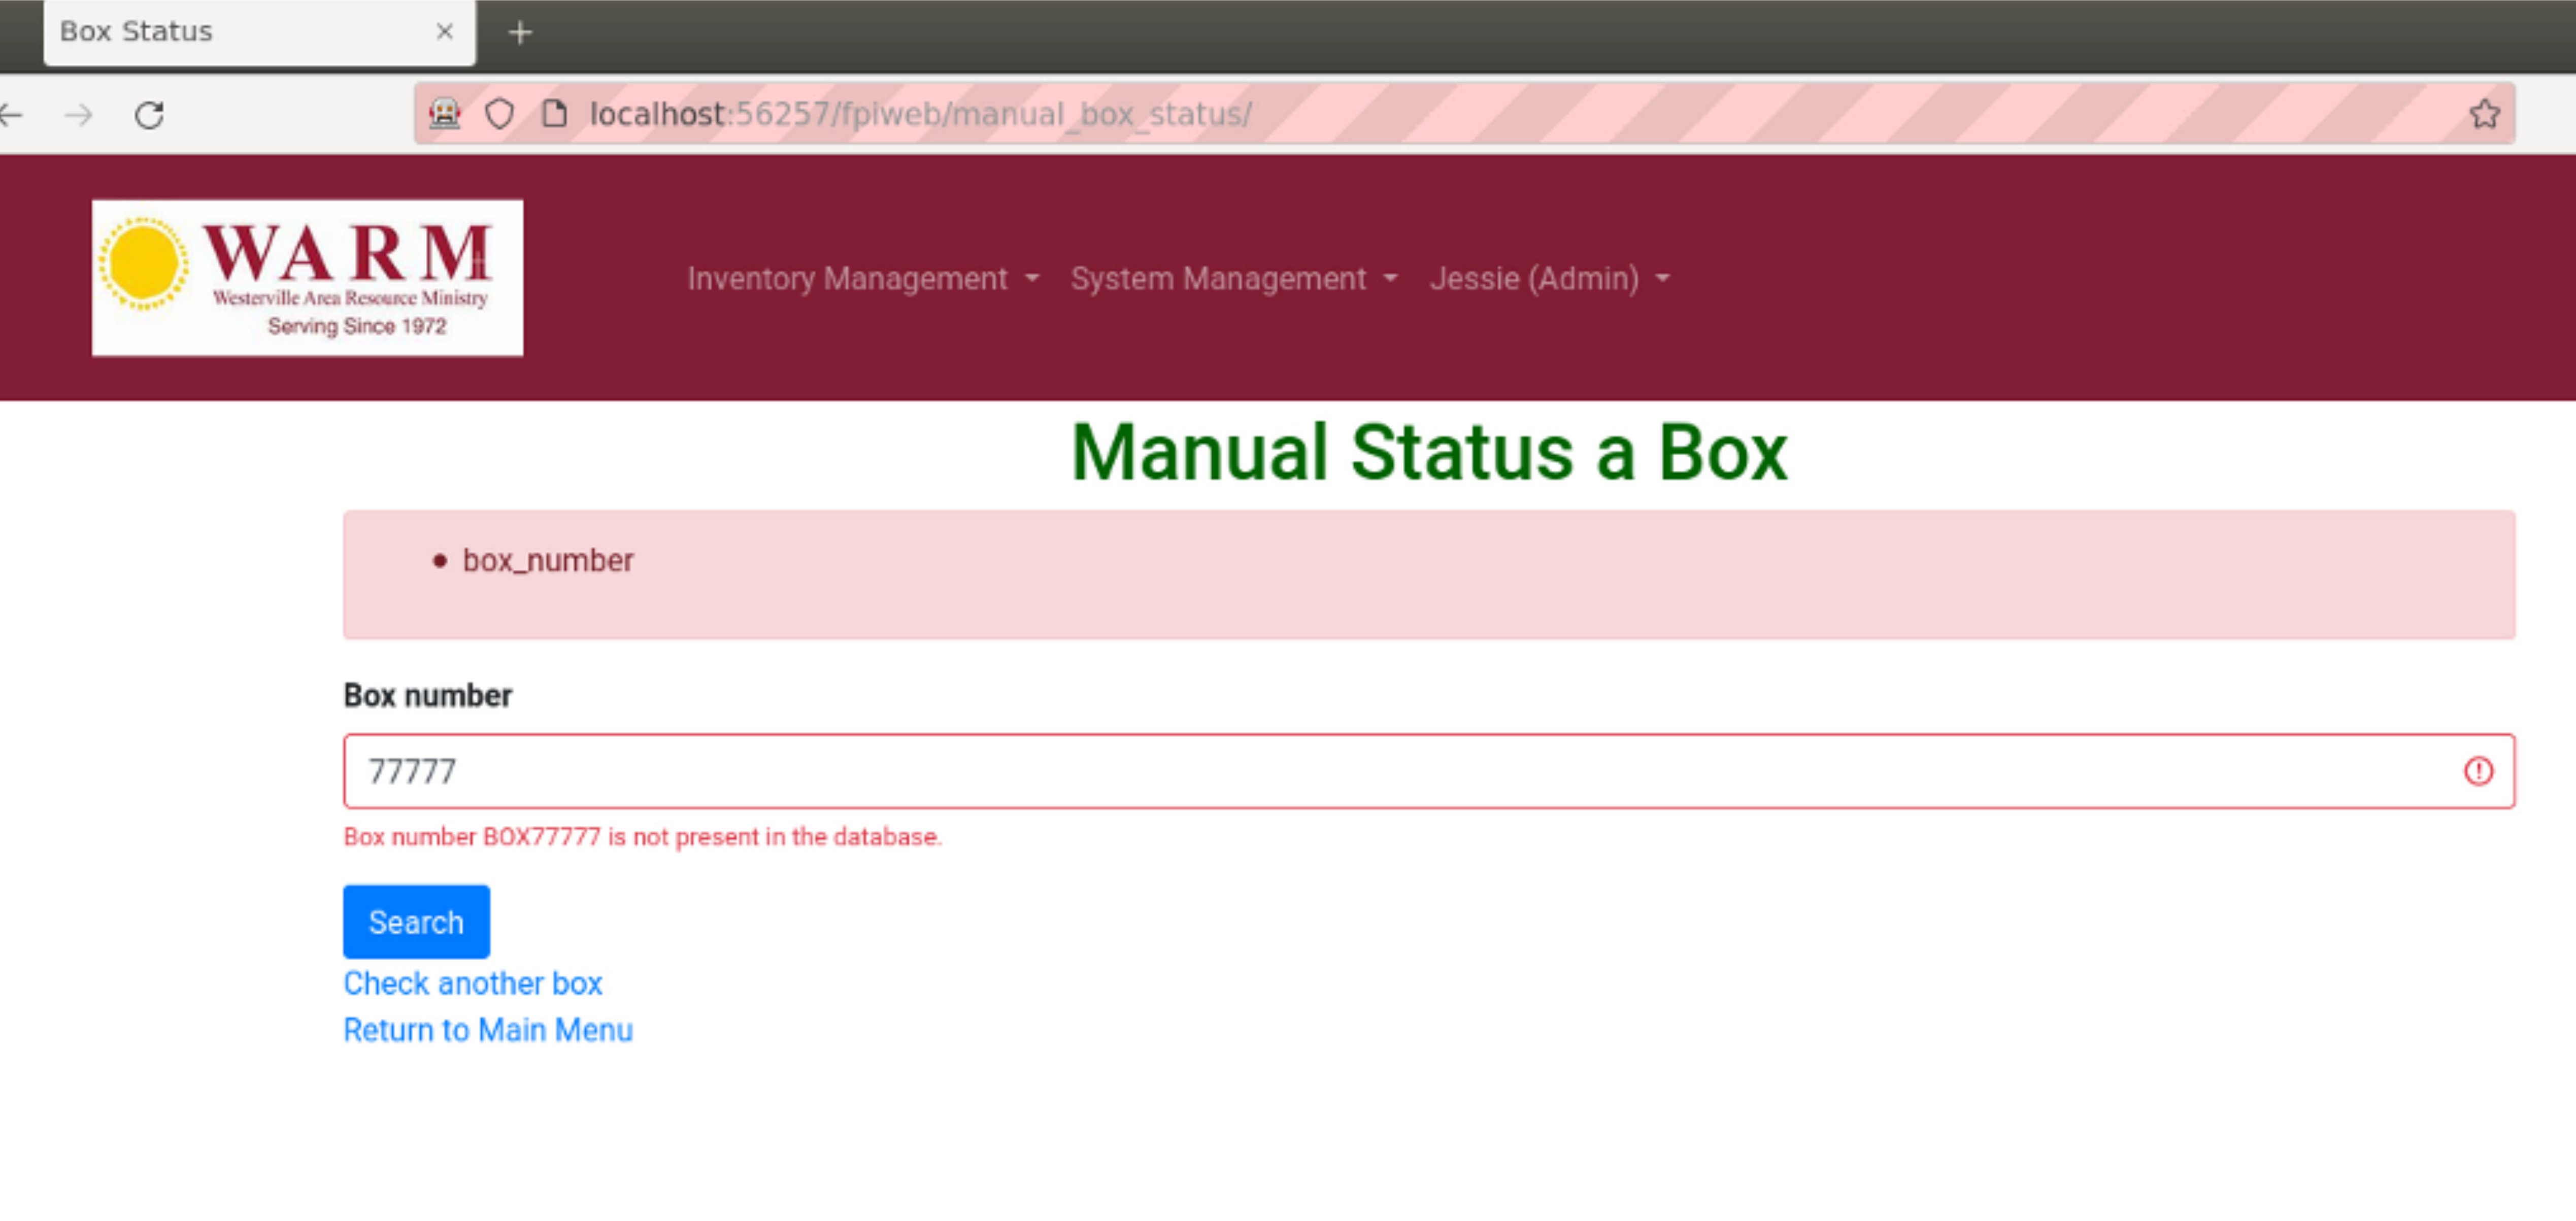 Box Status
localhost:56257/fpiweb/manual_box_status/
WARM
Westerville Area Resource Ministry
Serving Since 1972
Inventory Management System Management Jessie (Admin)
Manual Status a Box
• box_number
Box number
77777
Box number BOX77777 is not present in the database.
Search
Check another box
Return to Main Menu